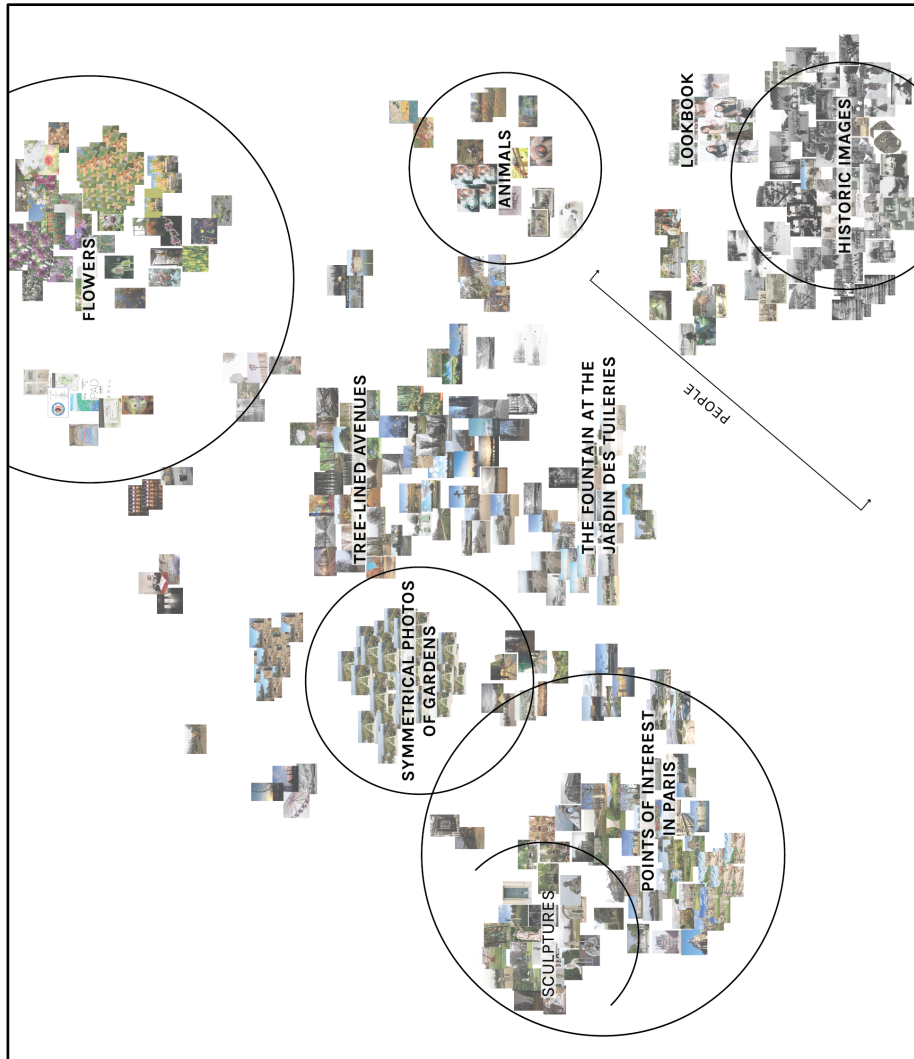 FLOWERS
ANIMALS
LOOKBOOK
HISTORIC IMAGES
PEOPLE
TREE-LINED AVENUES
THE FOUNTAIN AT THE
JARDIN DES TUILERIES
SYMMETRICAL PHOTOS
OF GARDENS
POINTS OF INTEREST
IN PARIS
SCULPTURES
PAD